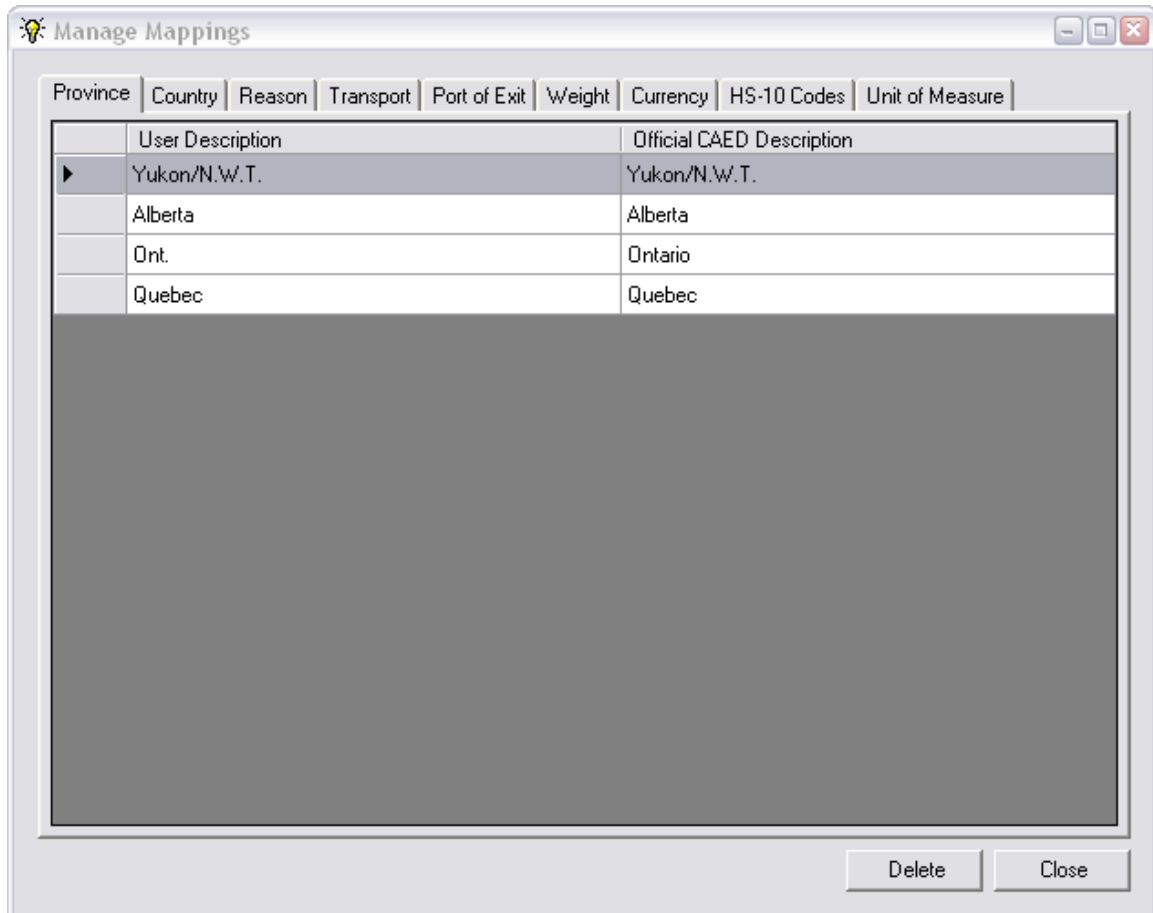 Manage Mappings
Province Country Reason Transport Port of Exit Weight Currency HS-10 Codes Unit of Measure
User Description Official CAED Description
Yukon/N.W.T. Yukon/N.W.T.
Alberta Alberta
Ont. Ontario
Quebec Quebec
Delete Close